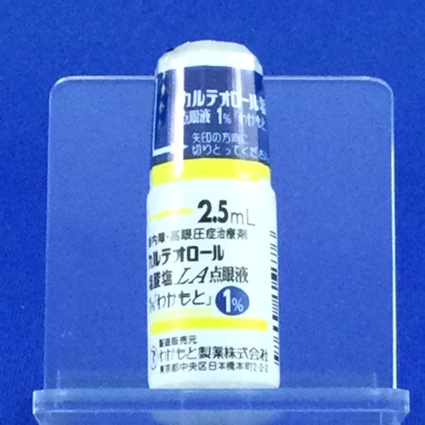 カルテオロール塩
点眼液 1%「わかもと
矢印の方向に
切りとってくださ
2.5mL
内障・高眼圧症治療剤
カルテオロール
塩酸塩LA点眼液
「わかもと」1%
製造販売元
わかもと製薬株式会社
東京都中央区日本橋本町2-2-2